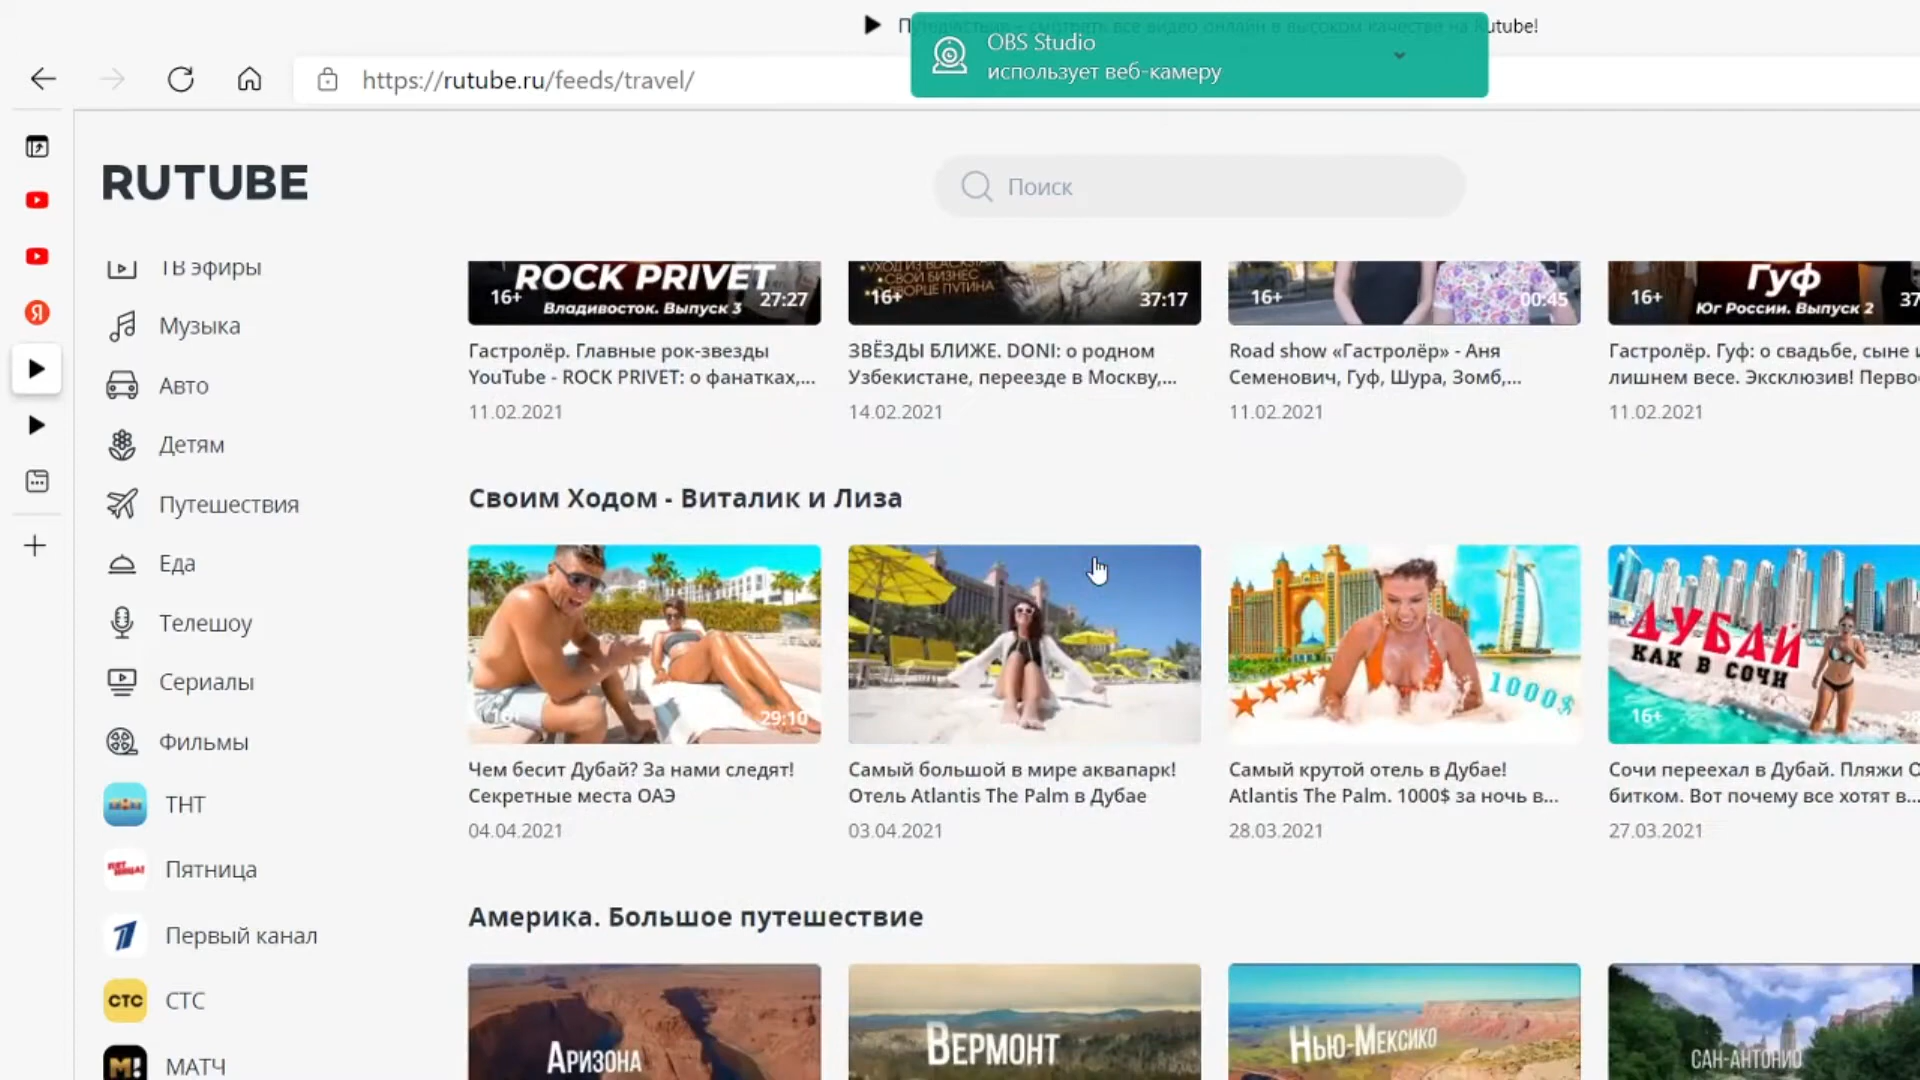 OBS Studio
использует веб-камеру
utube!
https://rutube.ru/feeds/travel/
RUTUBE
Поиск
ТВ эфиры
Музыка
Авто
Детям
Путешествия
Еда
Телешоу
Сериалы
Фильмы
ТНТ
Пятница
Первый канал
СТС
СТС
М!
МАТЧ
ROCK PRIVET
16+
27:27
Владивосток. Выпуск 3
•СВОЙ БИЗНЕС
ДВОРЦЕ ПУТИНА
16+
37:17
16+
00:45
Гуф
16+
37
Юг России. Выпуск 2
Гастролёр. Главные рок-звезды
YouTube - ROCK PRIVET: о фанатках,...
11.02.2021
ЗВЁЗДЫ БЛИЖЕ. DONI: о родном
Узбекистане, переезде в Москву,...
14.02.2021
Road show «Гастролёр» - Аня
Семенович, Гуф, Шура, Зомб,...
11.02.2021
Гастролёр. Гуф: о свадьбе, сыне и
лишнем весе. Эксклюзив! Перво
11.02.2021
Своим Ходом - Виталик и Лиза
16+
29:10
1000$
ДУБАЙ
КАК В СОЧИ
16+
Чем бесит Дубай? За нами следят!
Секретные места ОАЭ
04.04.2021
Самый большой в мире аквапарк!
Отель Atlantis The Palm в Дубае
03.04.2021
Самый крутой отель в Дубае!
Atlantis The Palm. 1000$ за ночь в...
28.03.2021
Сочи переехал в Дубай. Пляжи О
битком. Вот почему все хотят в...
27.03.2021
Америка. Большое путешествие
АРИЗОНА
ВЕРМОНТ
НЬЮ-МЕКСИКО
САН-АНТОНИО